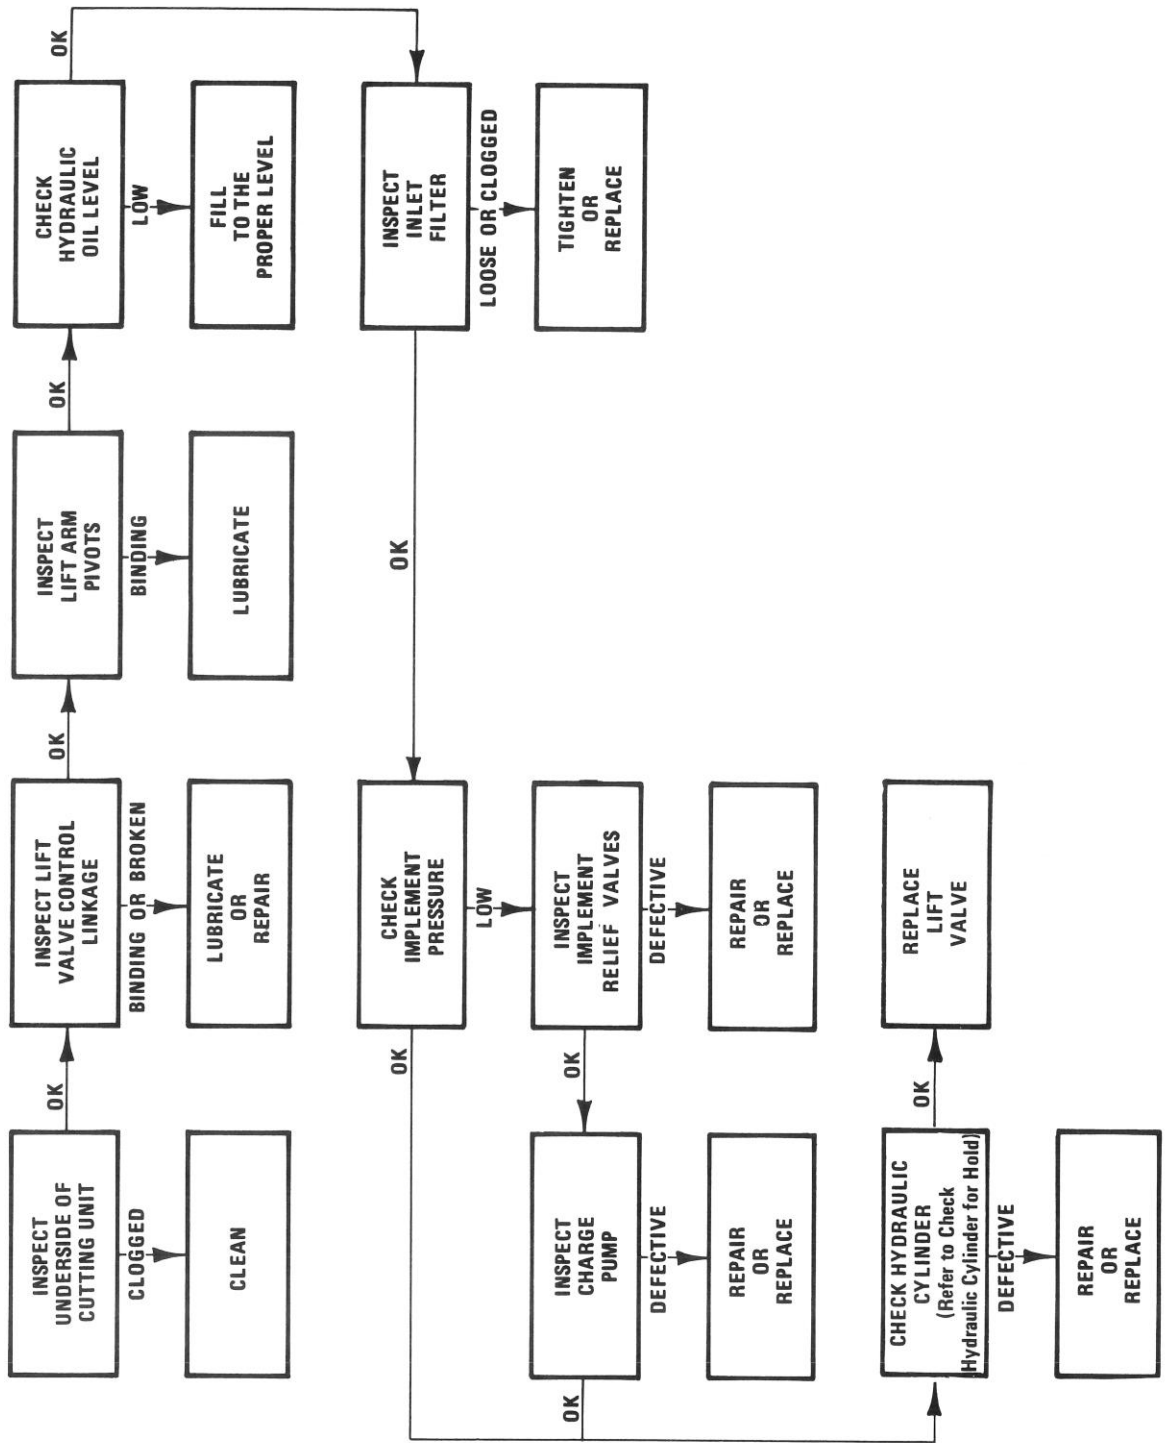 INSPECT
UNDERSIDE OF
CUTTING UNIT
OK
CLOGGED
CLEAN
INSPECT LIFT
VALVE CONTROL
LINKAGE
OK
BINDING OR BROKEN
LUBRICATE
OR
REPAIR
INSPECT
LIFT ARM
PIVOTS
OK
BINDING
LUBRICATE
CHECK
HYDRAULIC
OIL LEVEL
OK
LOW
FILL
TO THE
PROPER LEVEL
INSPECT
INLET
FILTER
LOOSE OR CLOGGED
TIGHTEN
OR
REPLACE
OK
CHECK
IMPLEMENT
PRESSURE
OK
LOW
INSPECT
IMPLEMENT
RELIEF VALVES
DEFECTIVE
REPAIR
OR
REPLACE
OK
INSPECT
CHARGE
PUMP
DEFECTIVE
REPAIR
OR
REPLACE
OK
CHECK HYDRAULIC
CYLINDER
(Refer to Check
Hydraulic Cylinder for Hold)
DEFECTIVE
REPAIR
OR
REPLACE
OK
REPLACE
LIFT
VALVE